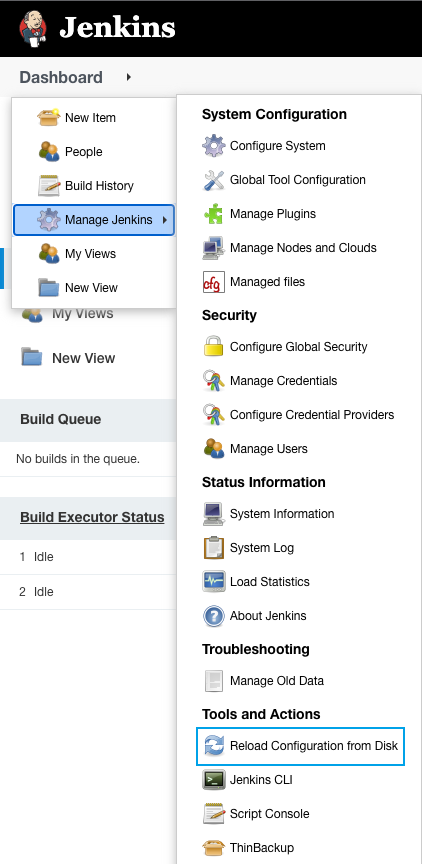 Jenkins
Dashboard
New Item
People
Build History
Manage Jenkins
My Views
New View
System Configuration
Configure System
Global Tool Configuration
Manage Plugins
Manage Nodes and Clouds
cfg
Managed files
Security
Configure Global Security
Manage Credentials
Configure Credential Providers
Manage Users
Status Information
System Information
System Log
Load Statistics
About Jenkins
Troubleshooting
Manage Old Data
Tools and Actions
Reload Configuration from Disk
Jenkins CLI
Script Console
ThinBackup
My Views
New View
Build Queue
No builds in the queue.
Build Executor Status
1 Idle
2 Idle